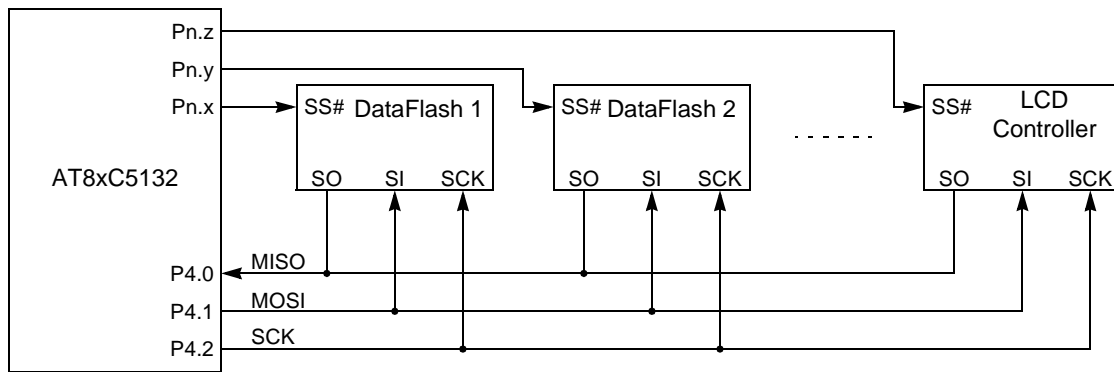 Pn.z
Pn.y
Pn.x
SS# DataFlash 1
SS# DataFlash 2
SS#
LCD
Controller
AT8xC5132
SO SI SCK
SO SI SCK
SO SI SCK
P4.0 MISO
P4.1 MOSI
P4.2 SCK